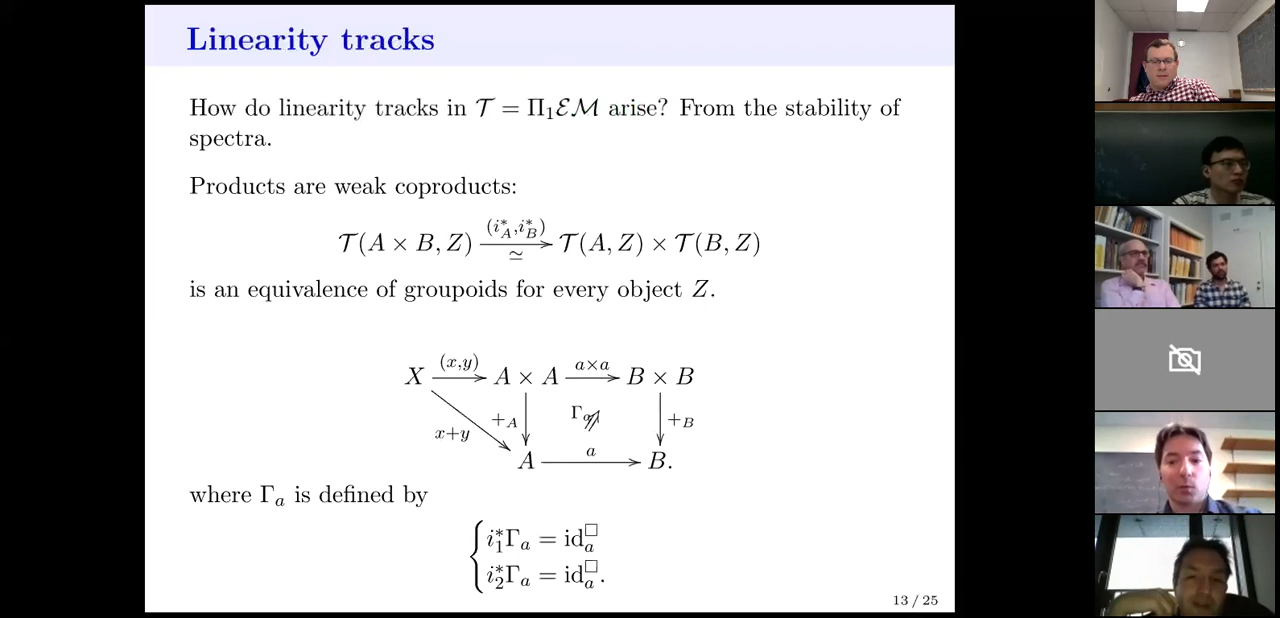 Linearity tracks
How do linearity tracks in 𝒯 = Π₁ℰℳ arise? From the stability of
spectra.
Products are weak coproducts:
𝒯(A × B, Z) (i*_A, i*_B) ≃ 𝒯(A, Z) × 𝒯(B, Z)
is an equivalence of groupoids for every object Z.
X (x,y) A × A a×a B × B
x+y +_A Γ_a +_B
A a B.
where Γ_a is defined by
i*₁Γ_a = id□_a
i*₂Γ_a = id□_a.
13 / 25